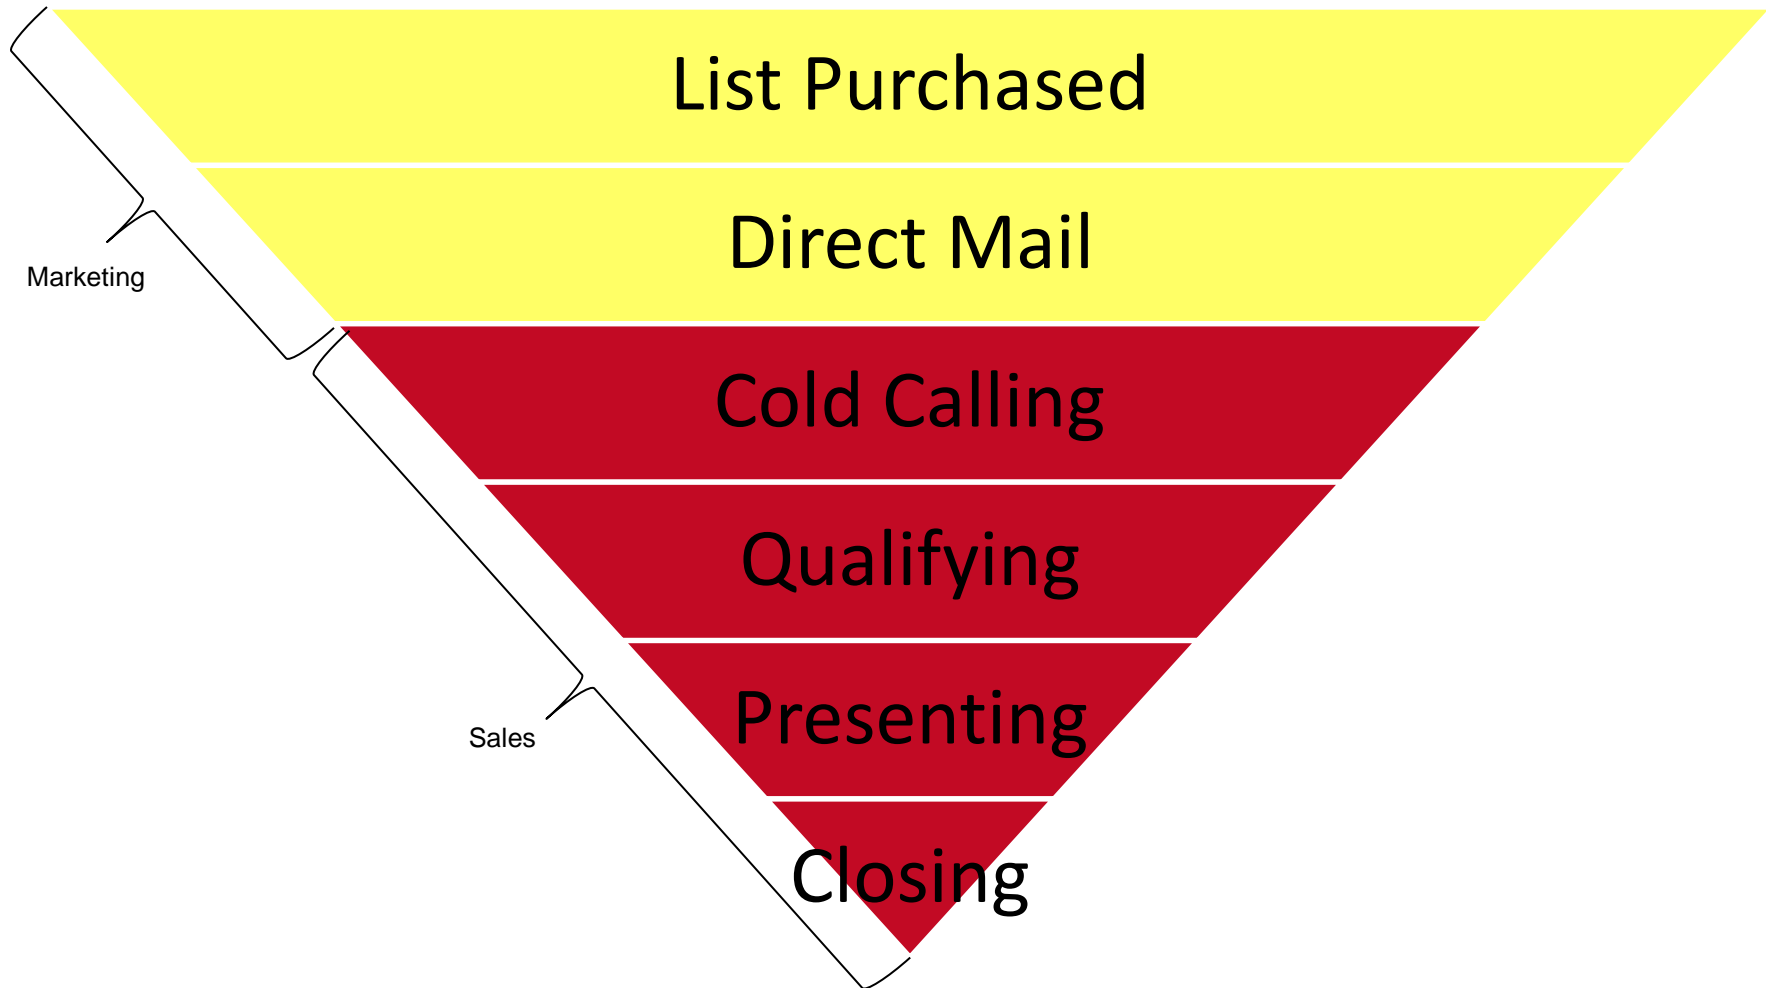 List Purchased
Direct Mail
Marketing
Cold Calling
Qualifying
Presenting
Sales
Closing